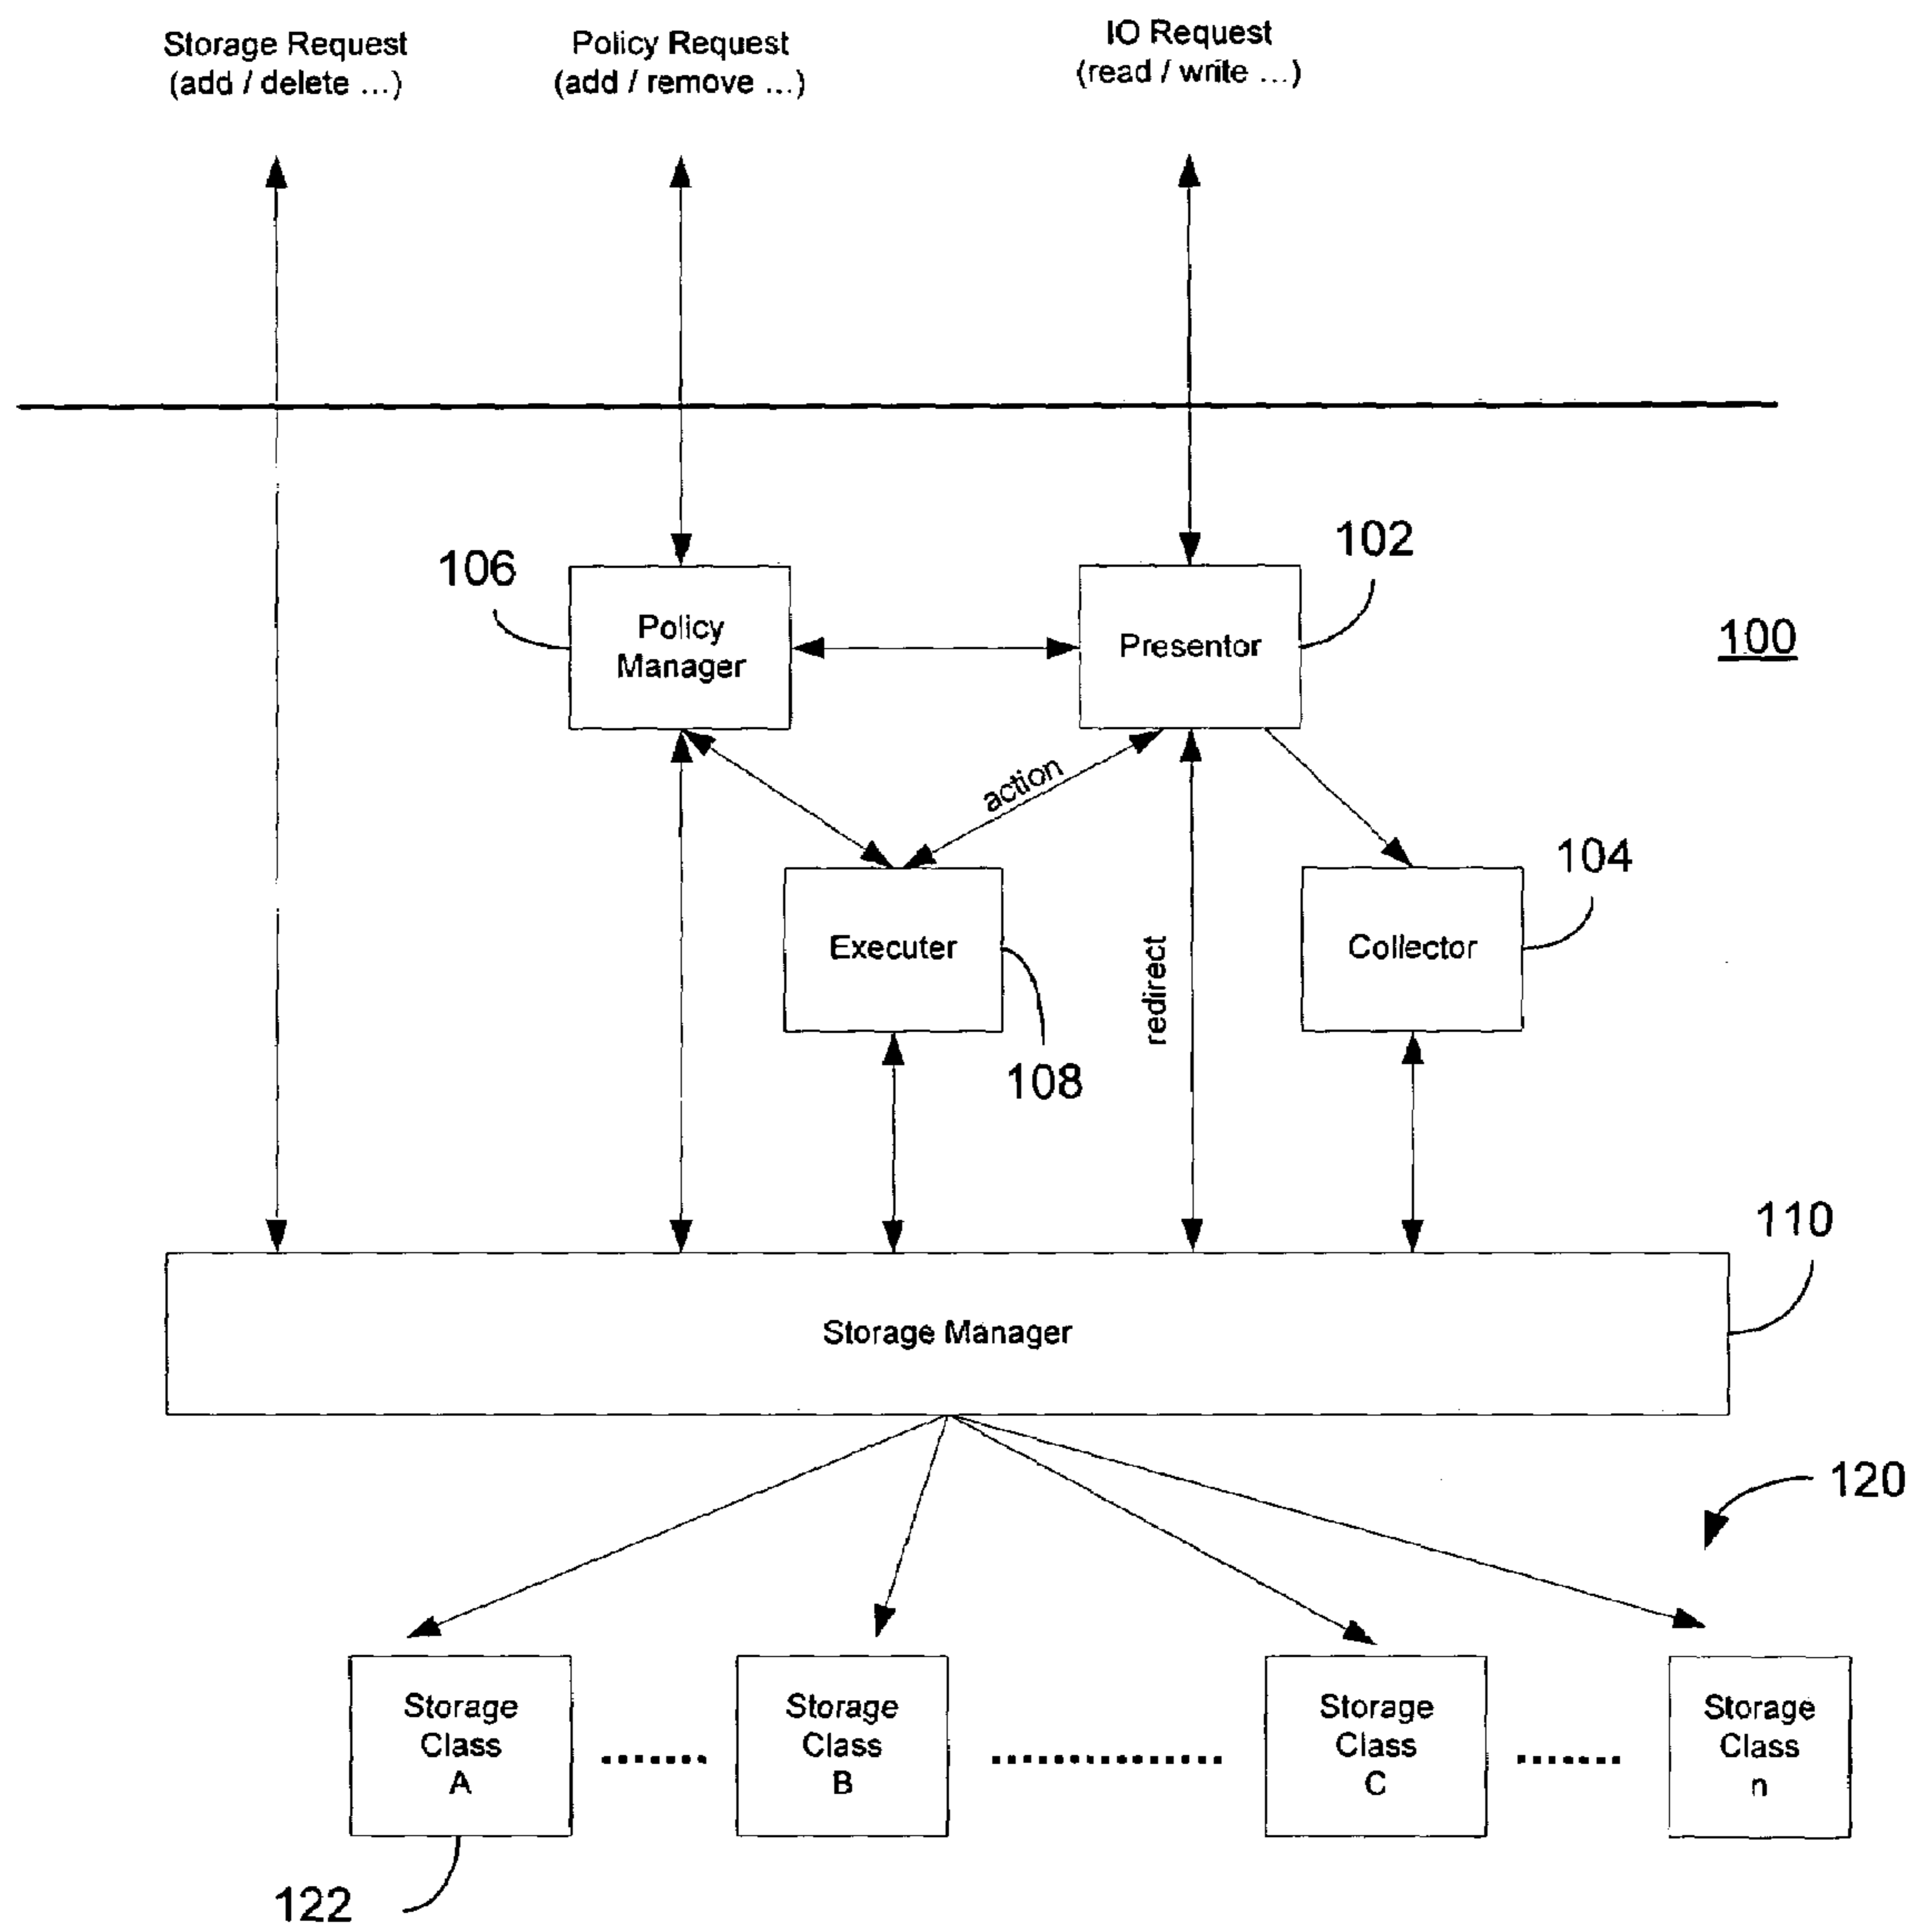 Storage Request
(add / delete ...)
Policy Request
(add / remove ...)
IO Request
(read / write ...)
106
Policy
Manager
102
Presentor
100
action
104
Executer
redirect
Collector
108
110
Storage Manager
120
Storage
Class
A
Storage
Class
B
Storage
Class
C
Storage
Class
n
122